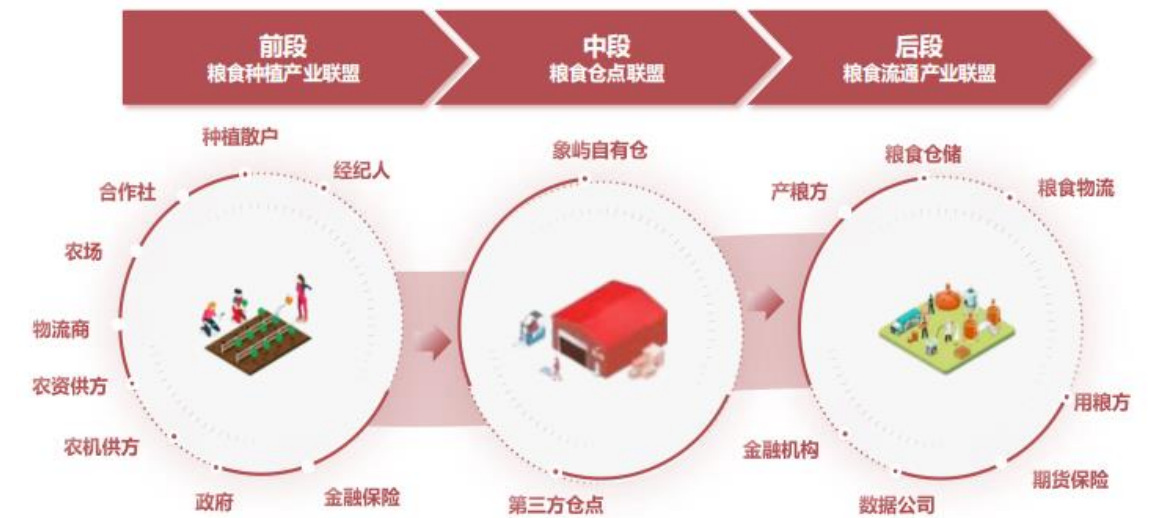 前段
粮食种植产业联盟
中段
粮食仓点联盟
后段
粮食流通产业联盟
种植散户
经纪人
合作社
农场
物流商
农资供方
农机供方
政府
金融保险
象屿自有仓
第三方仓点
粮食仓储
产粮方
粮食物流
用粮方
金融机构
期货保险
数据公司